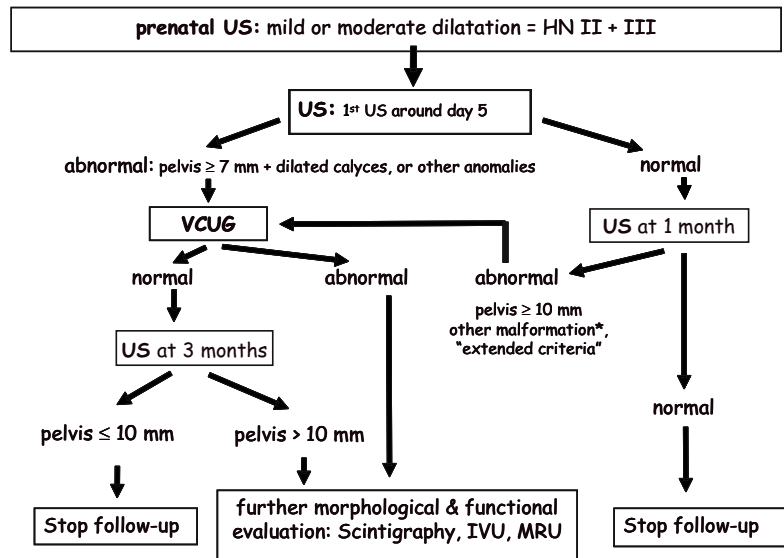 prenatal US: mild or moderate dilatation = HN II + III
US: 1st US around day 5
abnormal: pelvis ≥ 7 mm + dilated calyces, or other anomalies
normal
VCUG
US at 1 month
normal
abnormal
abnormal
pelvis ≥ 10 mm
other malformation*,
“extended criteria”
US at 3 months
normal
pelvis ≤ 10 mm
pelvis > 10 mm
Stop follow-up
further morphological & functional
evaluation: Scintigraphy, IVU, MRU
Stop follow-up